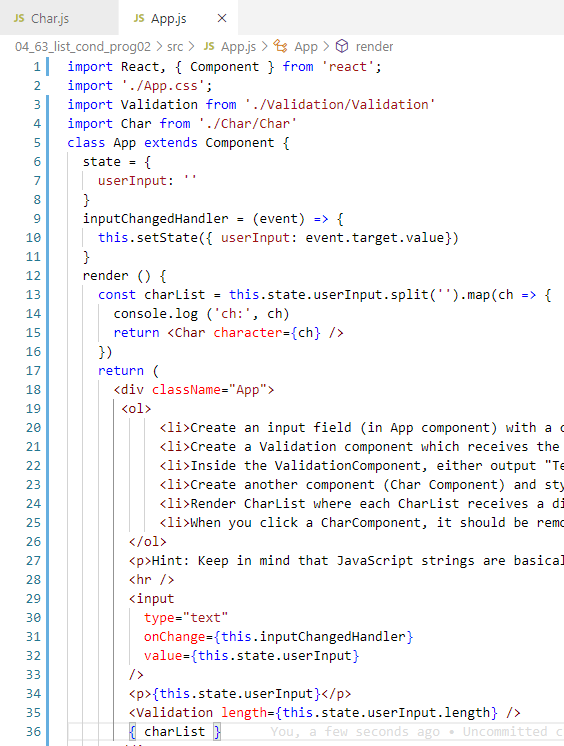 JS Char.js JS App.js ×
04_63_list_cond_prog02 > src > JS App.js > App > render
1 import React, { Component } from 'react';
2 import './App.css';
3 import Validation from './Validation/Validation'
4 import Char from './Char/Char'
5 class App extends Component {
6 state = {
7 userInput: ''
8 }
9 inputChangedHandler = (event) => {
10 this.setState({ userInput: event.target.value})
11 }
12 render () {
13 const charList = this.state.userInput.split('').map(ch => {
14 console.log ('ch:', ch)
15 return <Char character={ch} />
16 })
17 return (
18 <div className="App">
19 <ol>
20 <li>Create an input field (in App component) with a
21 <li>Create a Validation component which receives the
22 <li>Inside the ValidationComponent, either output "Te
23 <li>Create another component (Char Component) and sty
24 <li>Render CharList where each CharList receives a di
25 <li>When you click a CharComponent, it should be remo
26 </ol>
27 <p>Hint: Keep in mind that JavaScript strings are basical
28 <hr />
29 <input
30 type="text"
31 onChange={this.inputChangedHandler}
32 value={this.state.userInput}
33 />
34 <p>{this.state.userInput}</p>
35 <Validation length={this.state.userInput.length} />
36 { charList } You, a few seconds ago • Uncommitted c